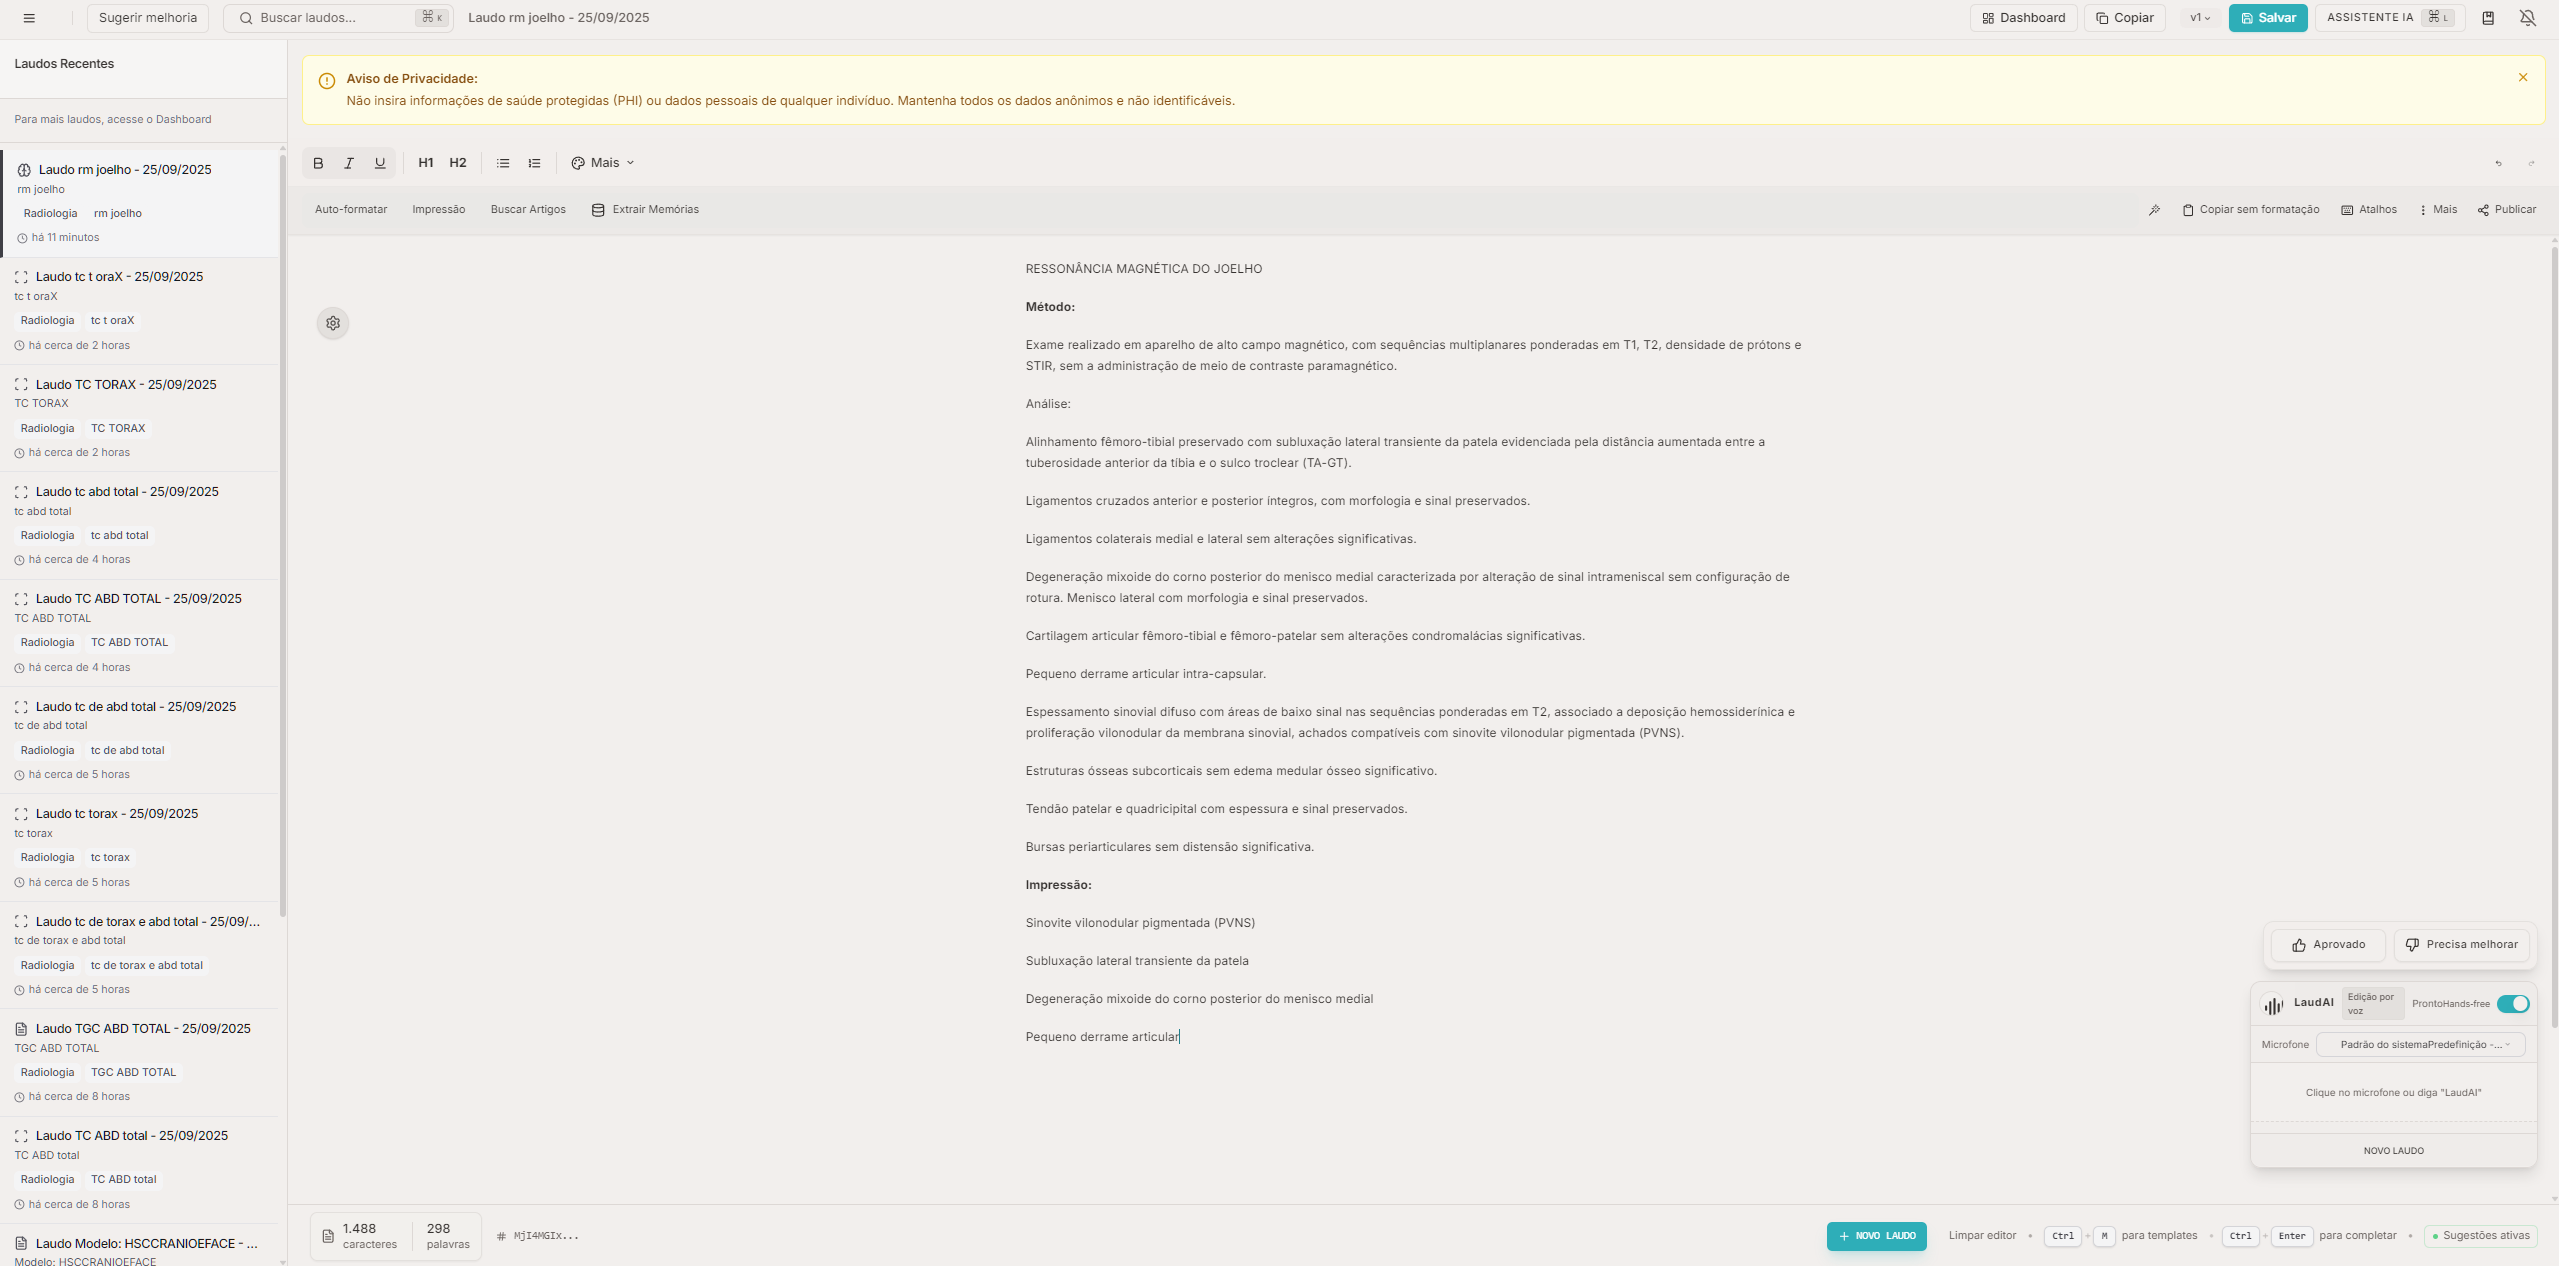 Sugerir melhoria
Buscar laudos...
⌘ K
Laudo rm joelho - 25/09/2025
Dashboard
Copiar
v1
Salvar
ASSISTENTE IA ⌘ L
Laudos Recentes
Para mais laudos, acesse o Dashboard
Laudo rm joelho - 25/09/2025
rm joelho
Radiologia rm joelho
há 11 minutos
Laudo tc t oraX - 25/09/2025
tc t oraX
Radiologia tc t oraX
há cerca de 2 horas
Laudo TC TORAX - 25/09/2025
TC TORAX
Radiologia TC TORAX
há cerca de 2 horas
Laudo tc abd total - 25/09/2025
tc abd total
Radiologia tc abd total
há cerca de 4 horas
Laudo TC ABD TOTAL - 25/09/2025
TC ABD TOTAL
Radiologia TC ABD TOTAL
há cerca de 4 horas
Laudo tc de abd total - 25/09/2025
tc de abd total
Radiologia tc de abd total
há cerca de 5 horas
Laudo tc torax - 25/09/2025
tc torax
Radiologia tc torax
há cerca de 5 horas
Laudo tc de torax e abd total - 25/09/...
tc de torax e abd total
Radiologia tc de torax e abd total
há cerca de 5 horas
Laudo TGC ABD TOTAL - 25/09/2025
TGC ABD TOTAL
Radiologia TGC ABD TOTAL
há cerca de 8 horas
Laudo TC ABD total - 25/09/2025
TC ABD total
Radiologia TC ABD total
há cerca de 8 horas
Laudo Modelo: HSCCRANIOEFACE - ...
Modelo: HSCCRANIOEFACE
Aviso de Privacidade:
Não insira informações de saúde protegidas (PHI) ou dados pessoais de qualquer indivíduo. Mantenha todos os dados anônimos e não identificáveis.
B I U H1 H2 Mais
Auto-formatar Impressão Buscar Artigos Extrair Memórias
Copiar sem formatação Atalhos Mais Publicar
RESSONÂNCIA MAGNÉTICA DO JOELHO
Método:
Exame realizado em aparelho de alto campo magnético, com sequências multiplanares ponderadas em T1, T2, densidade de prótons e
STIR, sem a administração de meio de contraste paramagnético.
Análise:
Alinhamento fêmoro-tibial preservado com subluxação lateral transiente da patela evidenciada pela distância aumentada entre a
tuberosidade anterior da tíbia e o sulco troclear (TA-GT).
Ligamentos cruzados anterior e posterior íntegros, com morfologia e sinal preservados.
Ligamentos colaterais medial e lateral sem alterações significativas.
Degeneração mixoide do corno posterior do menisco medial caracterizada por alteração de sinal intrameniscal sem configuração de
rotura. Menisco lateral com morfologia e sinal preservados.
Cartilagem articular fêmoro-tibial e fêmoro-patelar sem alterações condromalácias significativas.
Pequeno derrame articular intra-capsular.
Espessamento sinovial difuso com áreas de baixo sinal nas sequências ponderadas em T2, associado a deposição hemossiderínica e
proliferação vilonodular da membrana sinovial, achados compatíveis com sinovite vilonodular pigmentada (PVNS).
Estruturas ósseas subcorticais sem edema medular ósseo significativo.
Tendão patelar e quadricipital com espessura e sinal preservados.
Bursas periarticulares sem distensão significativa.
Impressão:
Sinovite vilonodular pigmentada (PVNS)
Subluxação lateral transiente da patela
Degeneração mixoide do corno posterior do menisco medial
Pequeno derrame articular
Aprovado
Precisa melhorar
LaudAI
Edição por
voz
ProntoHands-free
Microfone
Padrão do sistemaPredefinição -...
Clique no microfone ou diga "LaudAI"
NOVO LAUDO
1.488
caracteres
298
palavras
# MjI4MGIx...
+ NOVO LAUDO
Limpar editor • Ctrl + M para templates • Ctrl + Enter para completar • Sugestões ativas